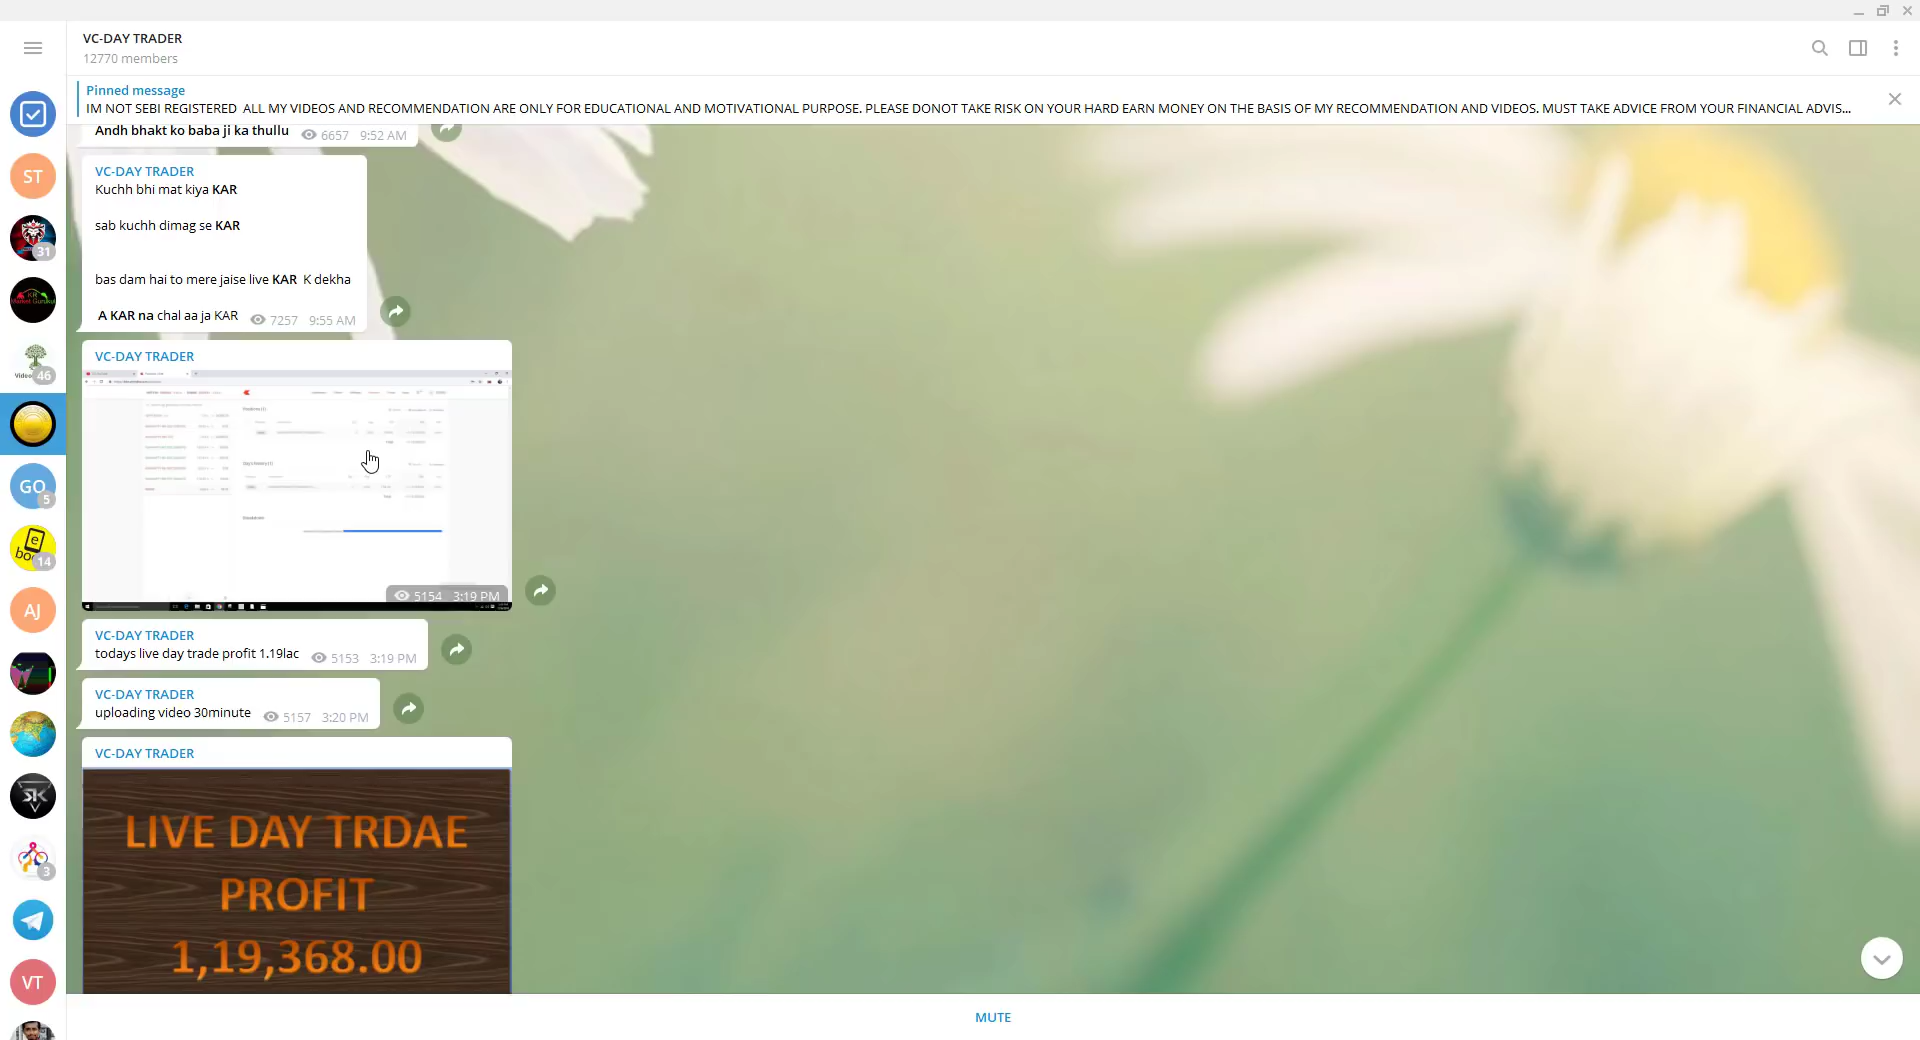 VC-DAY TRADER
12770 members
Pinned message
IM NOT SEBI REGISTERED ALL MY VIDEOS AND RECOMMENDATION ARE ONLY FOR EDUCATIONAL AND MOTIVATIONAL PURPOSE. PLEASE DONOT TAKE RISK ON YOUR HARD EARN MONEY ON THE BASIS OF MY RECOMMENDATION AND VIDEOS. MUST TAKE ADVICE FROM YOUR FINANCIAL ADVIS...
Andh bhakt ko baba ji ka thullu 6657 9:52 AM
VC-DAY TRADER
Kuchh bhi mat kiya KAR
sab kuchh dimag se KAR
bas dam hai to mere jaise live KAR K dekha
A KAR na chal aa ja KAR 7257 9:55 AM
VC-DAY TRADER
5154 3:19 PM
VC-DAY TRADER
todays live day trade profit 1.19lac 5153 3:19 PM
VC-DAY TRADER
uploading video 30minute 5157 3:20 PM
VC-DAY TRADER
LIVE DAY TRDAE
PROFIT
1,19,368.00
MUTE
ST
31
46
GO
5
14
AJ
SK
3
VT